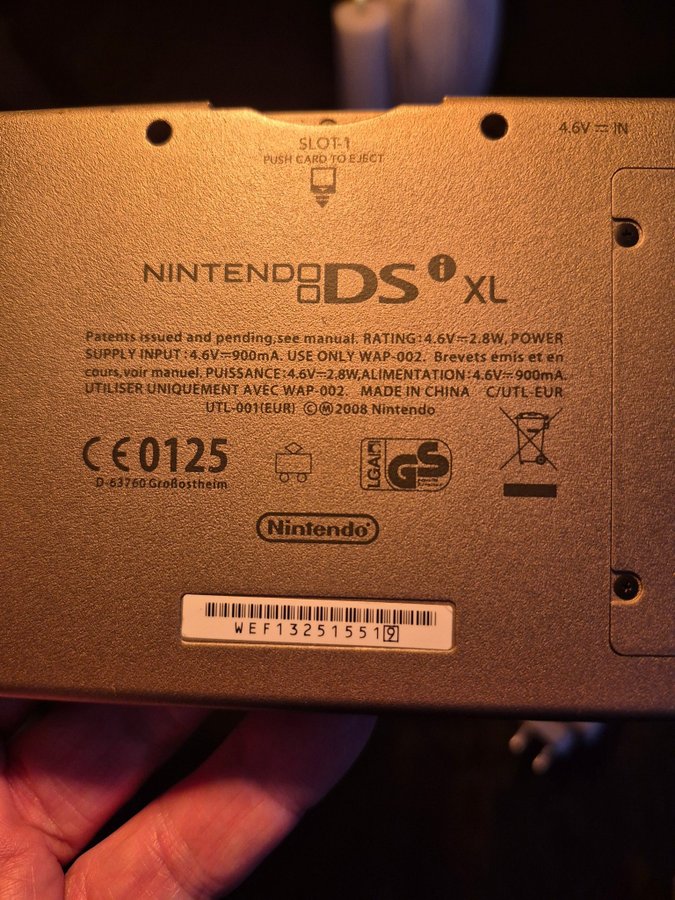 4.6V⎓IN
SLOT-1
PUSH CARD TO EJECT
NINTENDO DSi XL
Patents issued and pending,see manual. RATING:4.6V⎓2.8W, POWER
SUPPLY INPUT:4.6V⎓900mA. USE ONLY WAP-002. Brevets émis et en
cours,voir manuel. PUISSANCE:4.6V⎓2.8W,ALIMENTATION:4.6V⎓900mA.
UTILISER UNIQUEMENT AVEC WAP-002. MADE IN CHINA C/UTL-EUR
UTL-001(EUR) ©Ⓜ2008 Nintendo
CE0125
D-63760 Großostheim
LGA
GS
Nintendo®
WEF132515519